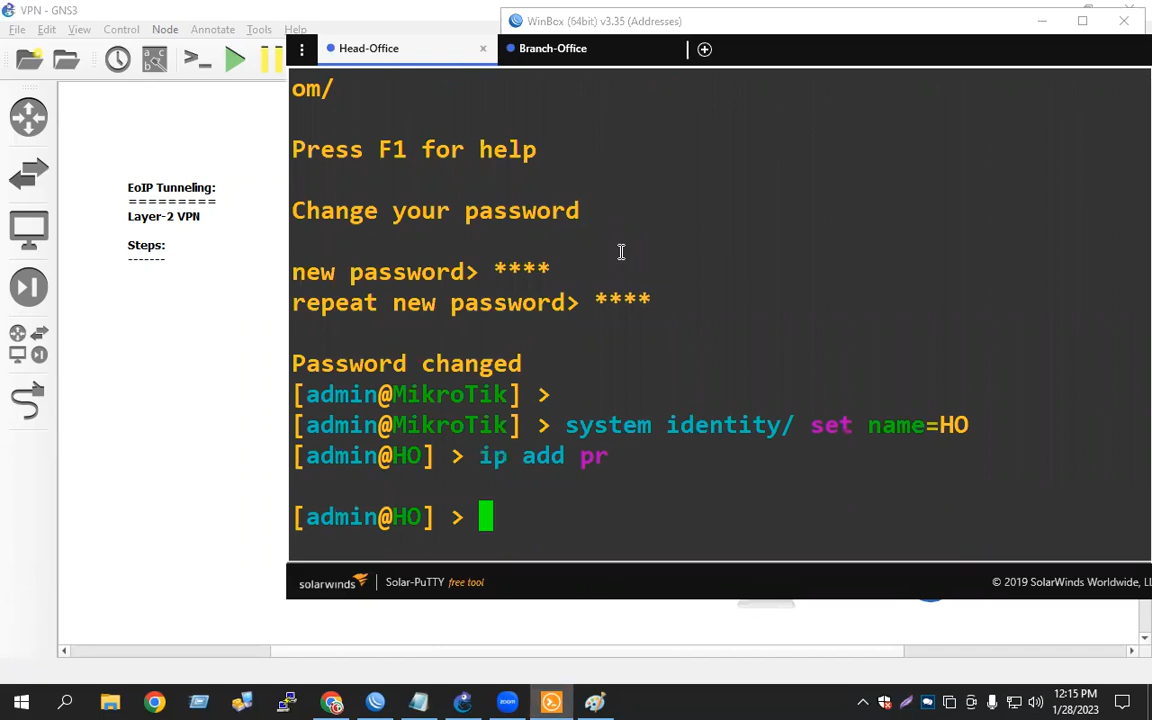 VPN - GNS3
WinBox (64bit) v3.35 (Addresses)
File Edit View Control Node Annotate Tools Help
Head-Office
Branch-Office
om/
Press F1 for help
Change your password
new password> ****
repeat new password> ****
Password changed
[admin@MikroTik] >
[admin@MikroTik] > system identity/ set name=HO
[admin@HO] > ip add pr
[admin@HO] >
EoIP Tunneling:
=========
Layer-2 VPN
Steps:
-------
solarwinds
Solar-PuTTY free tool
© 2019 SolarWinds Worldwide, LL
12:15 PM
1/28/2023